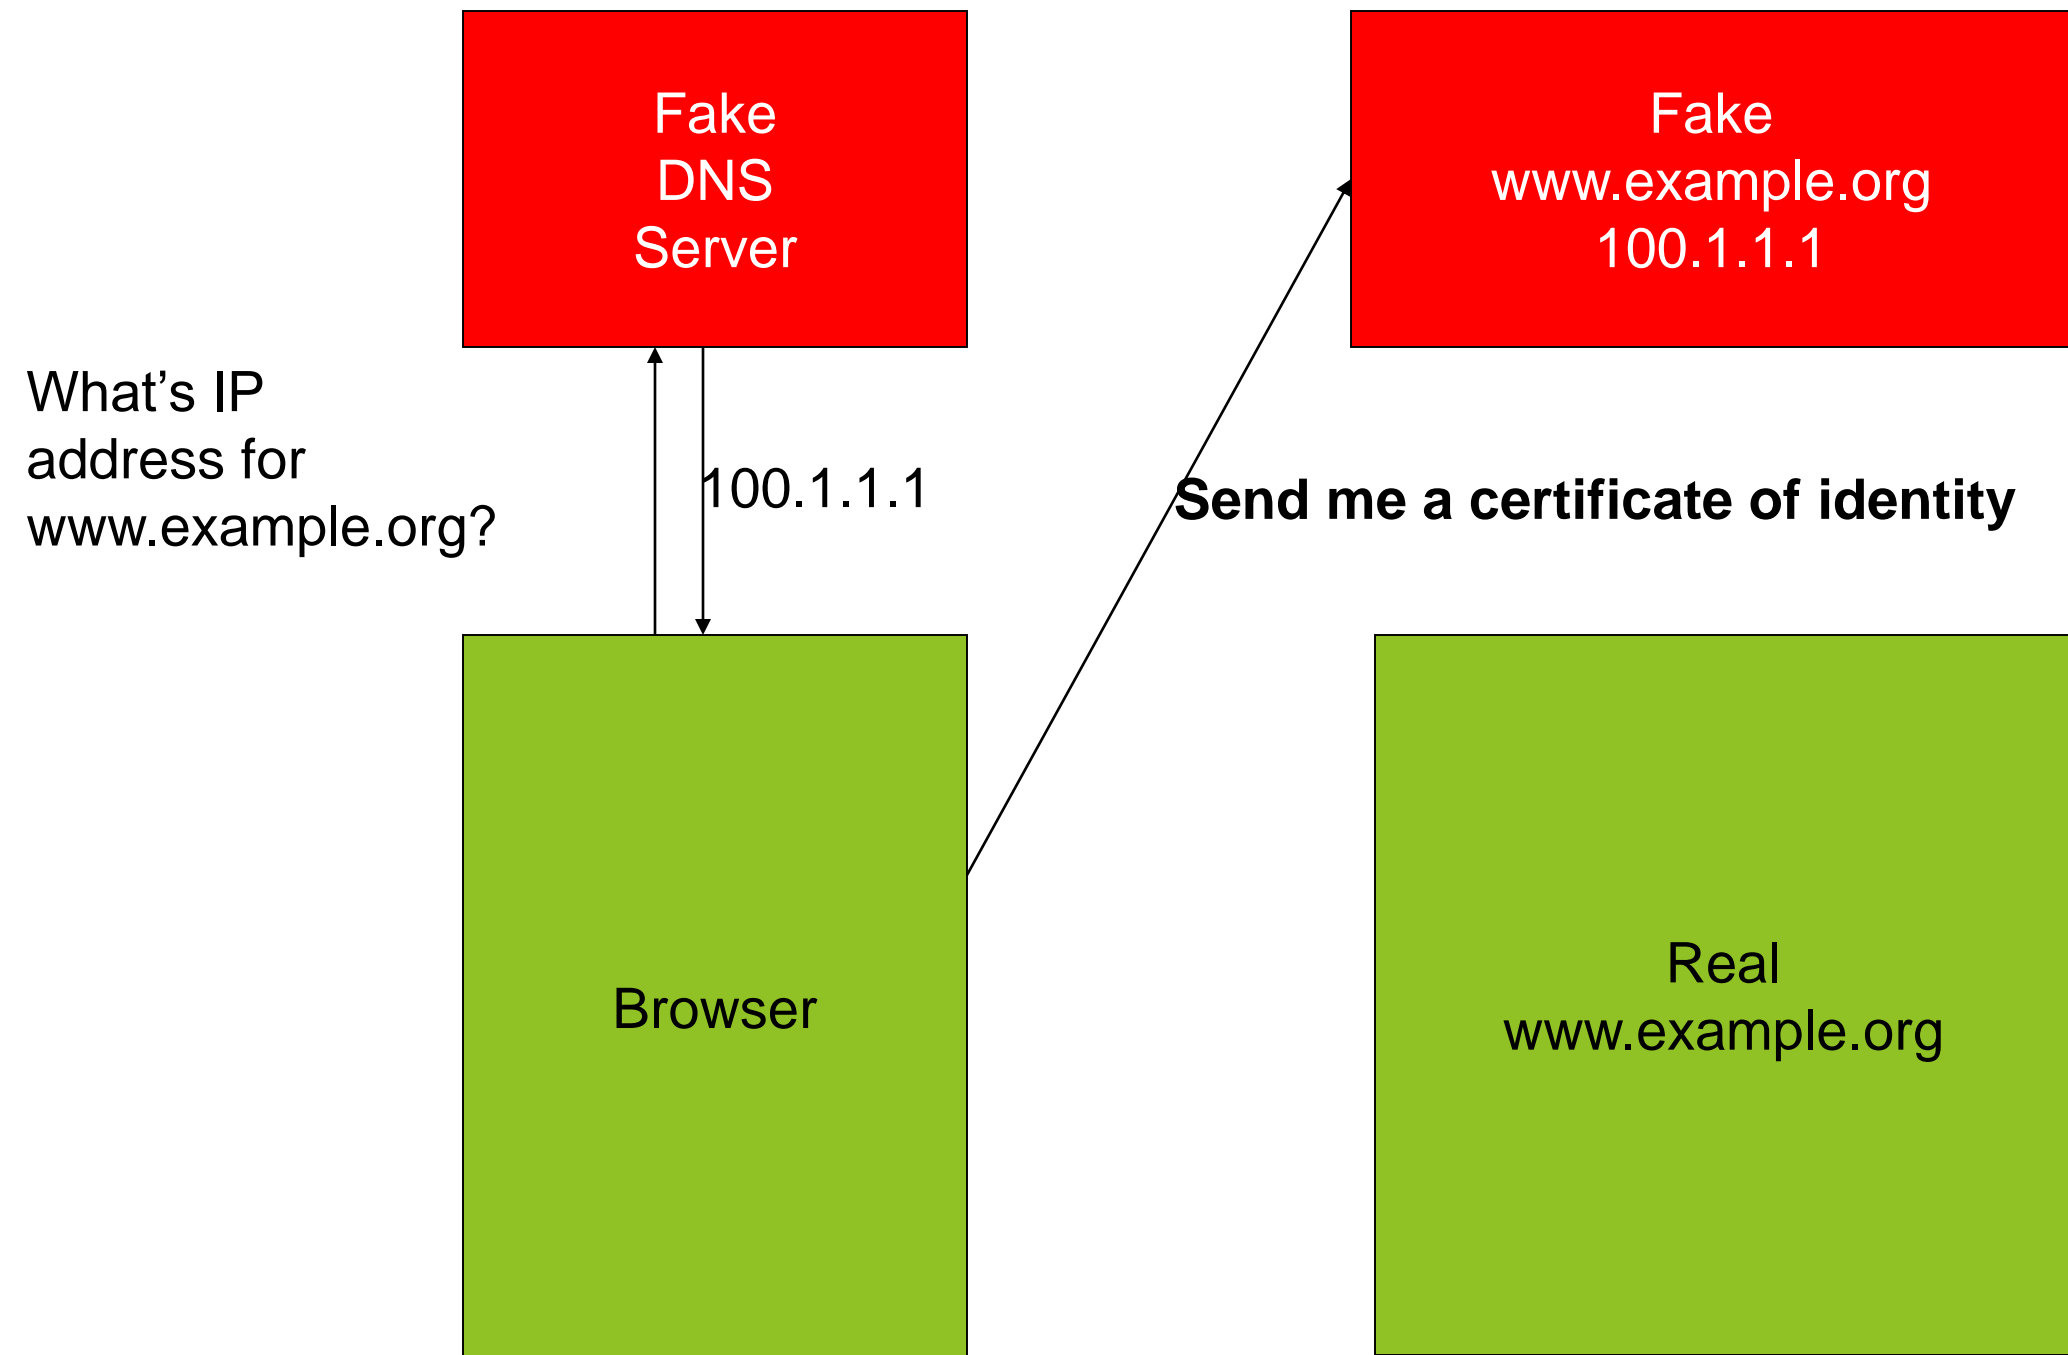 Fake
DNS
Server
Fake
www.example.org
100.1.1.1
What’s IP
address for
www.example.org?
100.1.1.1
Send me a certificate of identity
Browser
Real
www.example.org